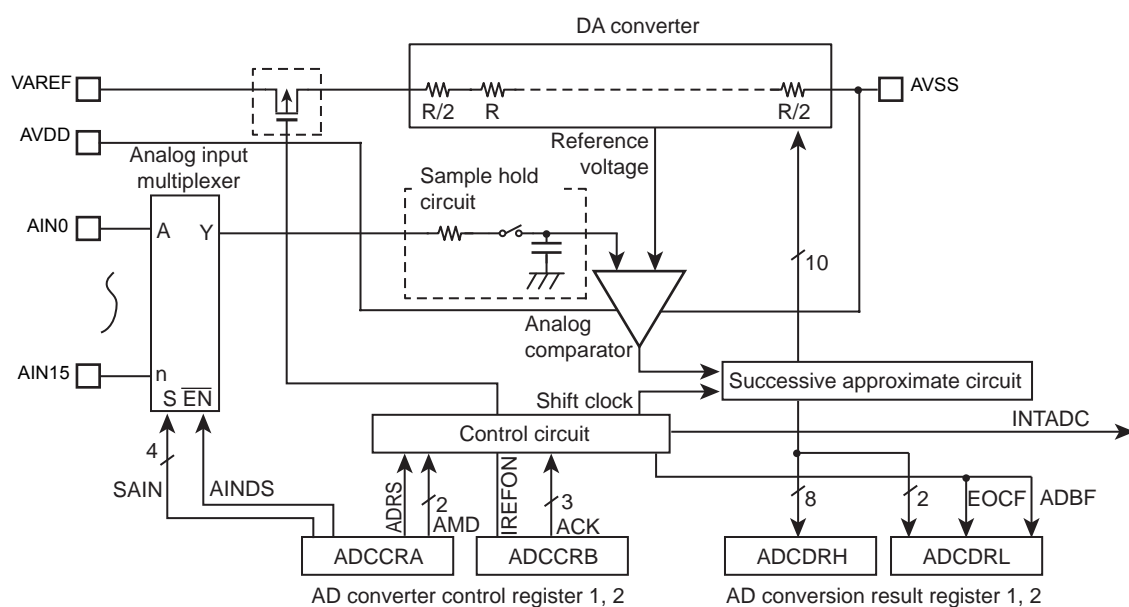 DA converter
VAREF
R/2
R
R/2
AVSS
AVDD
Analog input
multiplexer
Reference
voltage
Sample hold
circuit
AIN0
A
Y
10
Analog
comparator
AIN15
n
S
EN
Successive approximate circuit
Shift clock
Control circuit
INTADC
4
SAIN
AINDS
ADRS
2
AMD
IREFON
3
ACK
8
2
EOCF
ADBF
ADCCRA
ADCCRB
ADCDRH
ADCDRL
AD converter control register 1, 2
AD conversion result register 1, 2